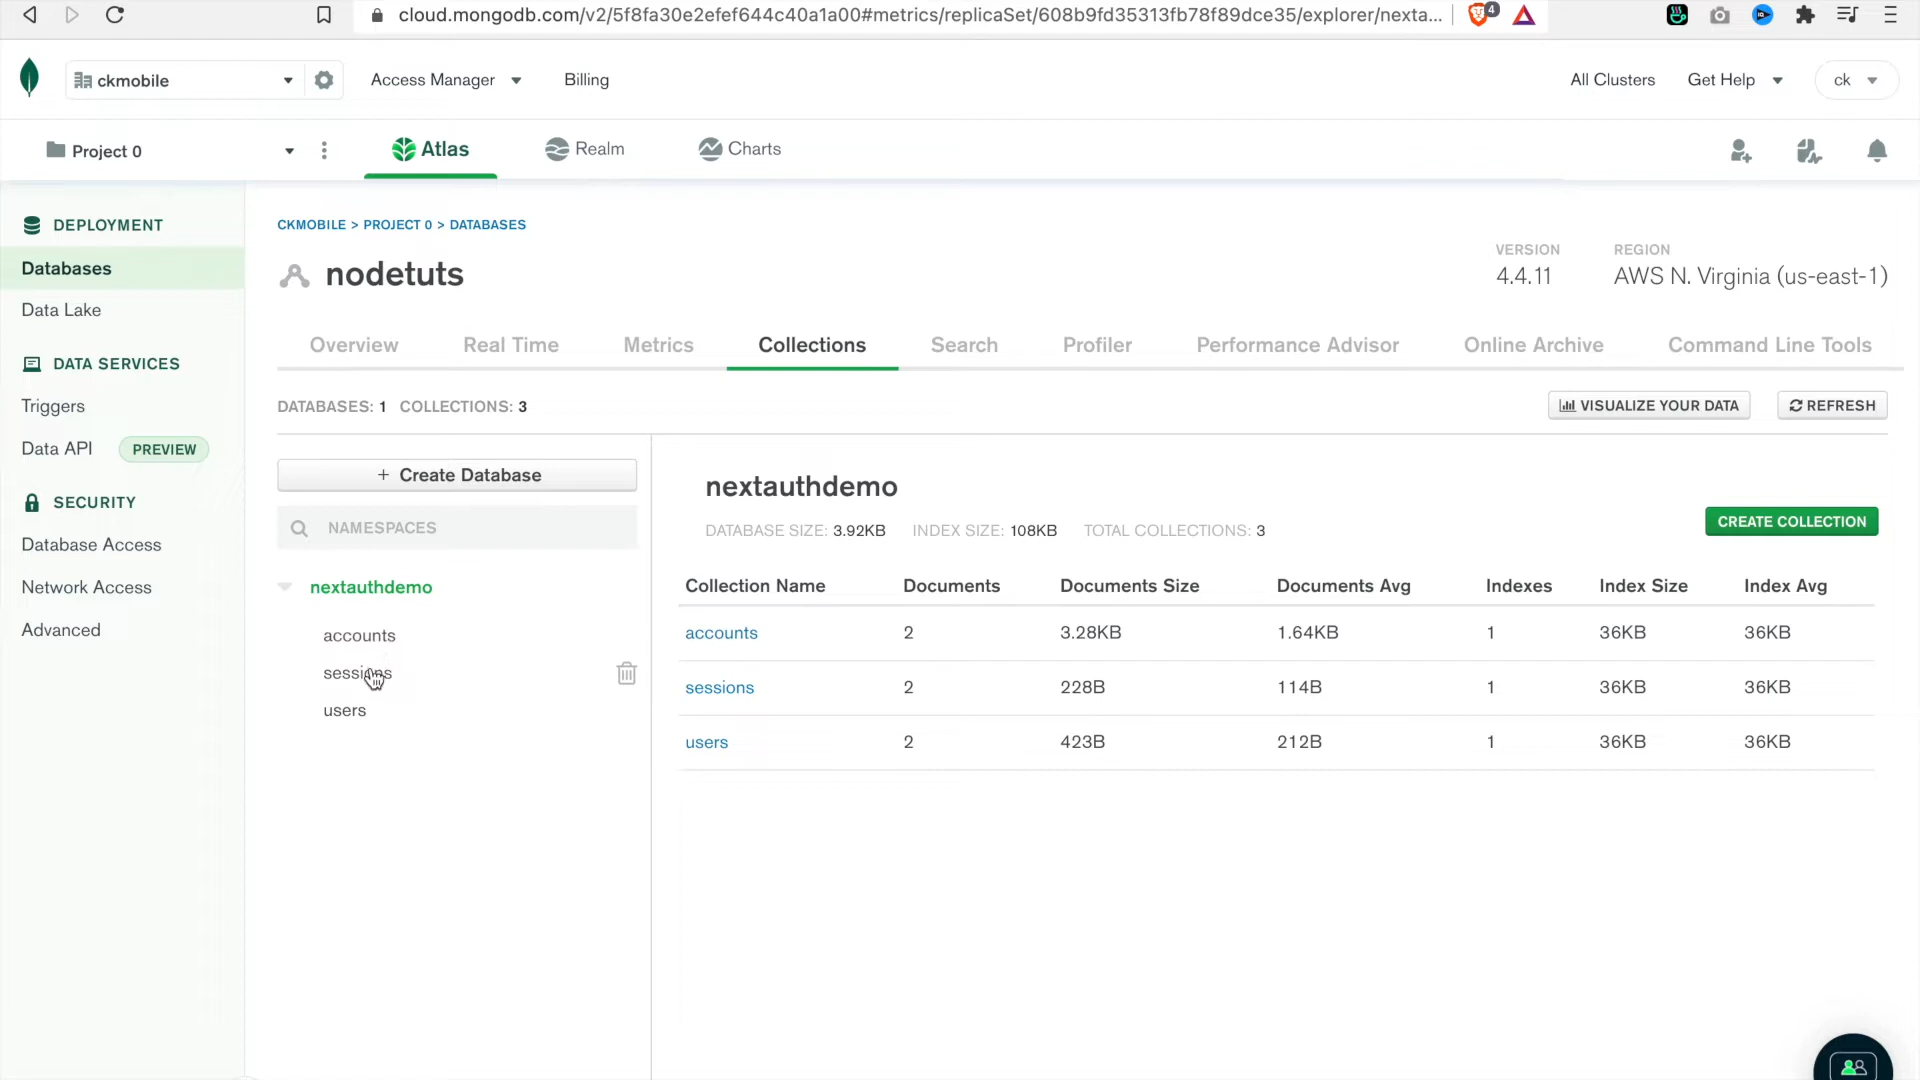 cloud.mongodb.com/v2/5f8fa30e2efef644c40a1a00#metrics/replicaSet/608b9fd35313fb78f89dce35/explorer/nexta...
4
ckmobile
Access Manager
Billing
All Clusters
Get Help
ck
Project 0
Atlas
Realm
Charts
DEPLOYMENT
Databases
Data Lake
DATA SERVICES
Triggers
Data API PREVIEW
SECURITY
Database Access
Network Access
Advanced
CKMOBILE > PROJECT 0 > DATABASES
nodetuts
VERSION
4.4.11
REGION
AWS N. Virginia (us-east-1)
Overview Real Time Metrics Collections Search Profiler Performance Advisor Online Archive Command Line Tools
DATABASES: 1 COLLECTIONS: 3
VISUALIZE YOUR DATA
REFRESH
+ Create Database
NAMESPACES
nextauthdemo
accounts
sessions
users
nextauthdemo
DATABASE SIZE: 3.92KB INDEX SIZE: 108KB TOTAL COLLECTIONS: 3
CREATE COLLECTION
Collection Name Documents Documents Size Documents Avg Indexes Index Size Index Avg
accounts 2 3.28KB 1.64KB 1 36KB 36KB
sessions 2 228B 114B 1 36KB 36KB
users 2 423B 212B 1 36KB 36KB